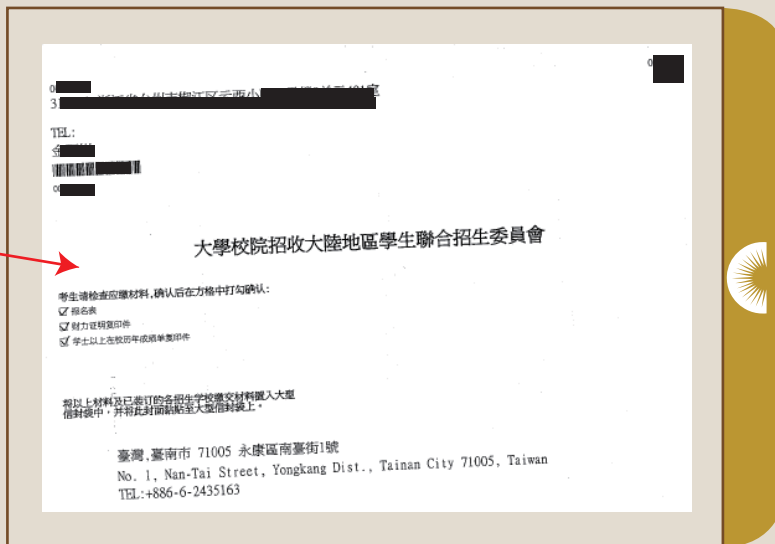 0
0
3
TEL:
金
大學校院招收大陸地區學生聯合招生委員會
考生请检查应缴材料,确认后在方格中打勾确认:
报名表
财力证明复印件
学士以上在校历年成绩单复印件
将以上材料及已装订的各招生学校缴交材料置入大型
信封袋中,并将此封面黏贴至大型信封袋上。
臺灣,臺南市 71005 永康區南臺街1號
No. 1, Nan-Tai Street, Yongkang Dist., Tainan City 71005, Taiwan
TEL:+886-6-2435163